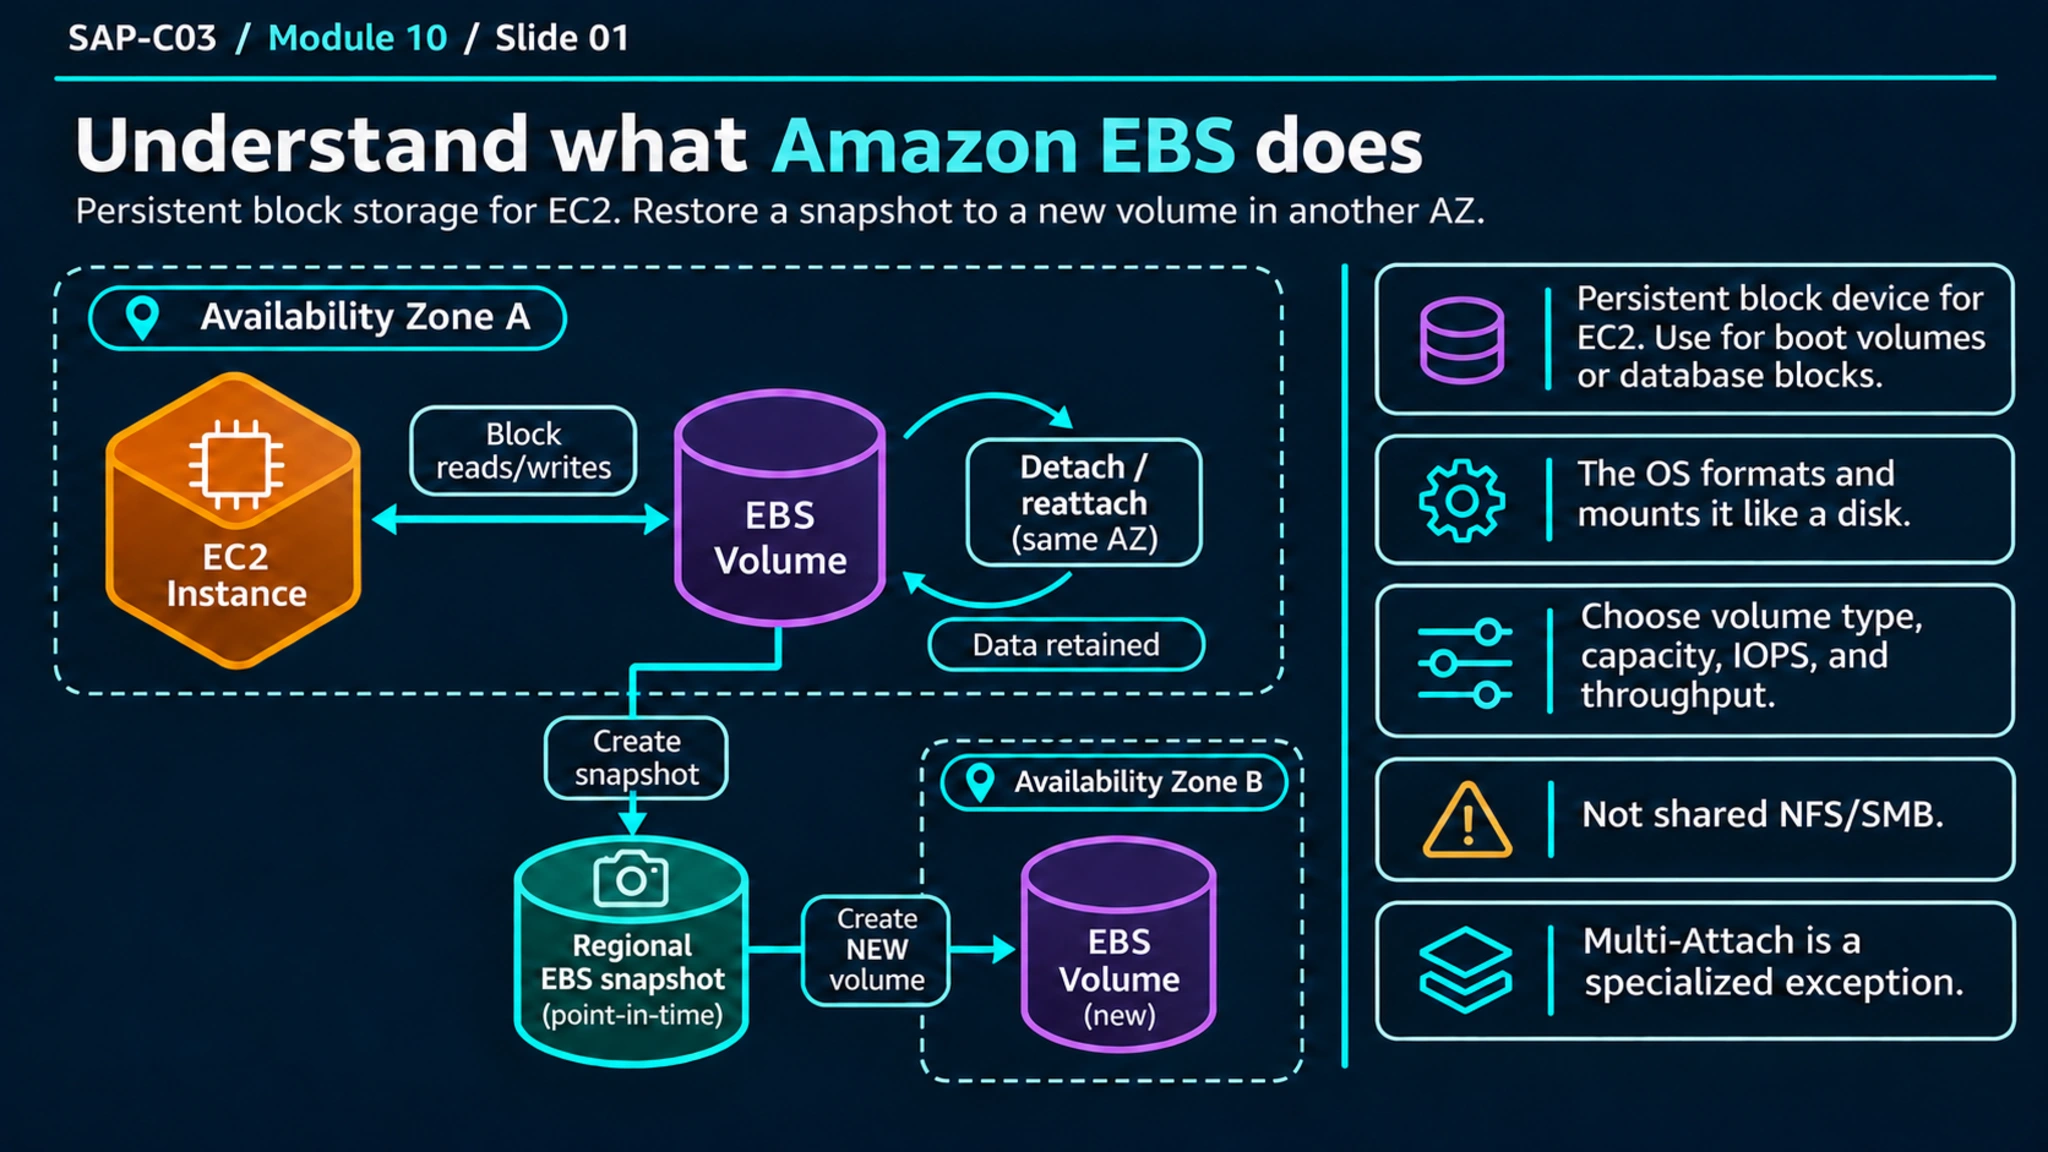 SAP-C03 / Module 10 / Slide 01
Understand what Amazon EBS does
Persistent block storage for EC2. Restore a snapshot to a new volume in another AZ.
Availability Zone A
EC2
Instance
Block
reads/writes
EBS
Volume
Detach /
reattach
(same AZ)
Data retained
Create
snapshot
Regional
EBS snapshot
(point-in-time)
Create
NEW
volume
Availability Zone B
EBS
Volume
(new)
Persistent block device for
EC2. Use for boot volumes
or database blocks.
The OS formats and
mounts it like a disk.
Choose volume type,
capacity, IOPS, and
throughput.
Not shared NFS/SMB.
Multi-Attach is a
specialized exception.